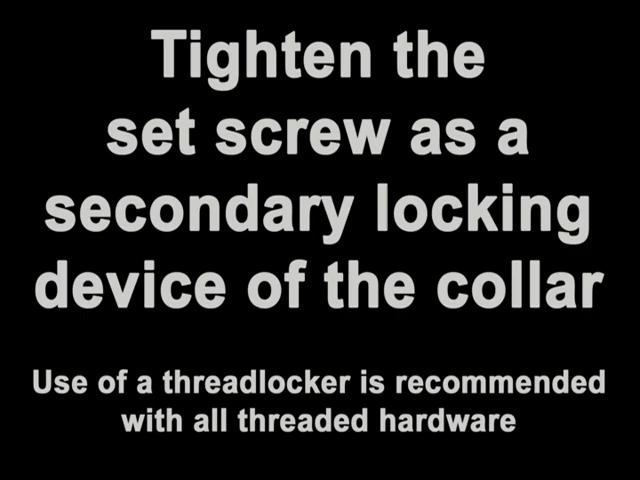 Tighten the
set screw as a
secondary locking
device of the collar
Use of a threadlocker is recommended
with all threaded hardware